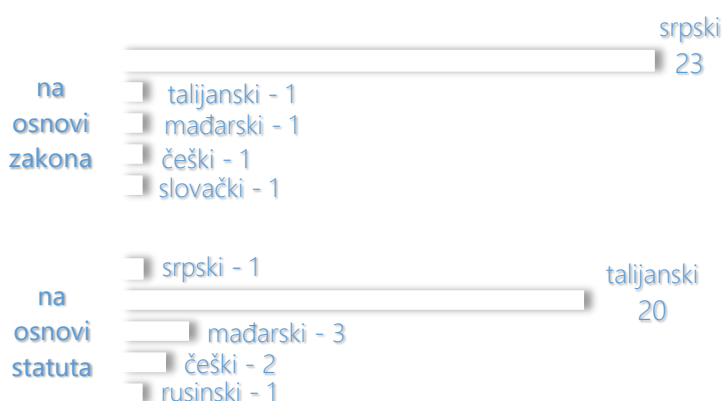 srpski
23
na
osnovi
zakona
talijanski - 1
mađarski - 1
češki - 1
slovački - 1
na
osnovi
statuta
srpski - 1
talijanski
20
mađarski - 3
češki - 2
rusinski - 1